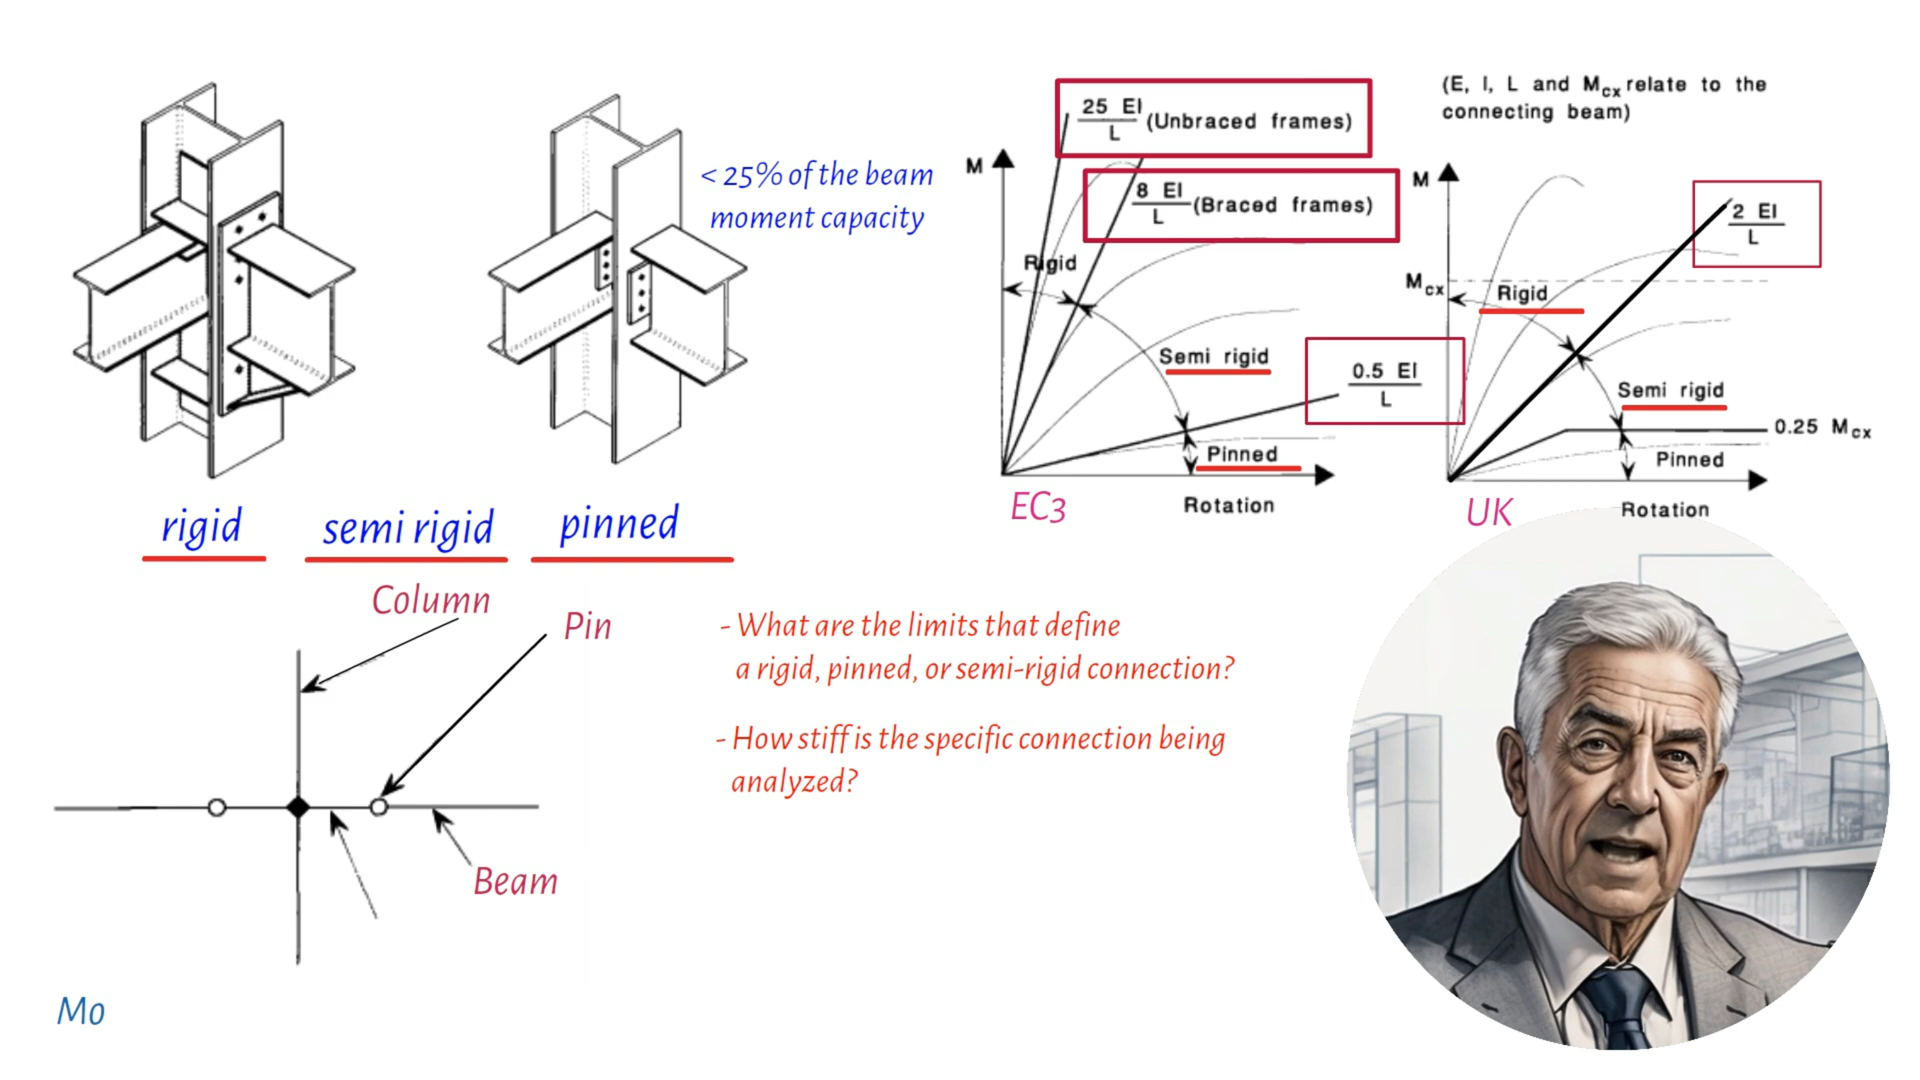 < 25% of the beam
moment capacity
rigid
semi rigid
pinned
M
25 EI
L
(Unbraced frames)
8 EI
L
(Braced frames)
Rigid
Semi rigid
0.5 EI
L
Pinned
EC3
Rotation
(E, I, L and Mcx relate to the
connecting beam)
M
2 EI
L
Mcx
Rigid
Semi rigid
0.25 Mcx
Pinned
UK
Rotation
Column
Pin
Beam
- What are the limits that define
a rigid, pinned, or semi-rigid connection?
- How stiff is the specific connection being
analyzed?
Mo